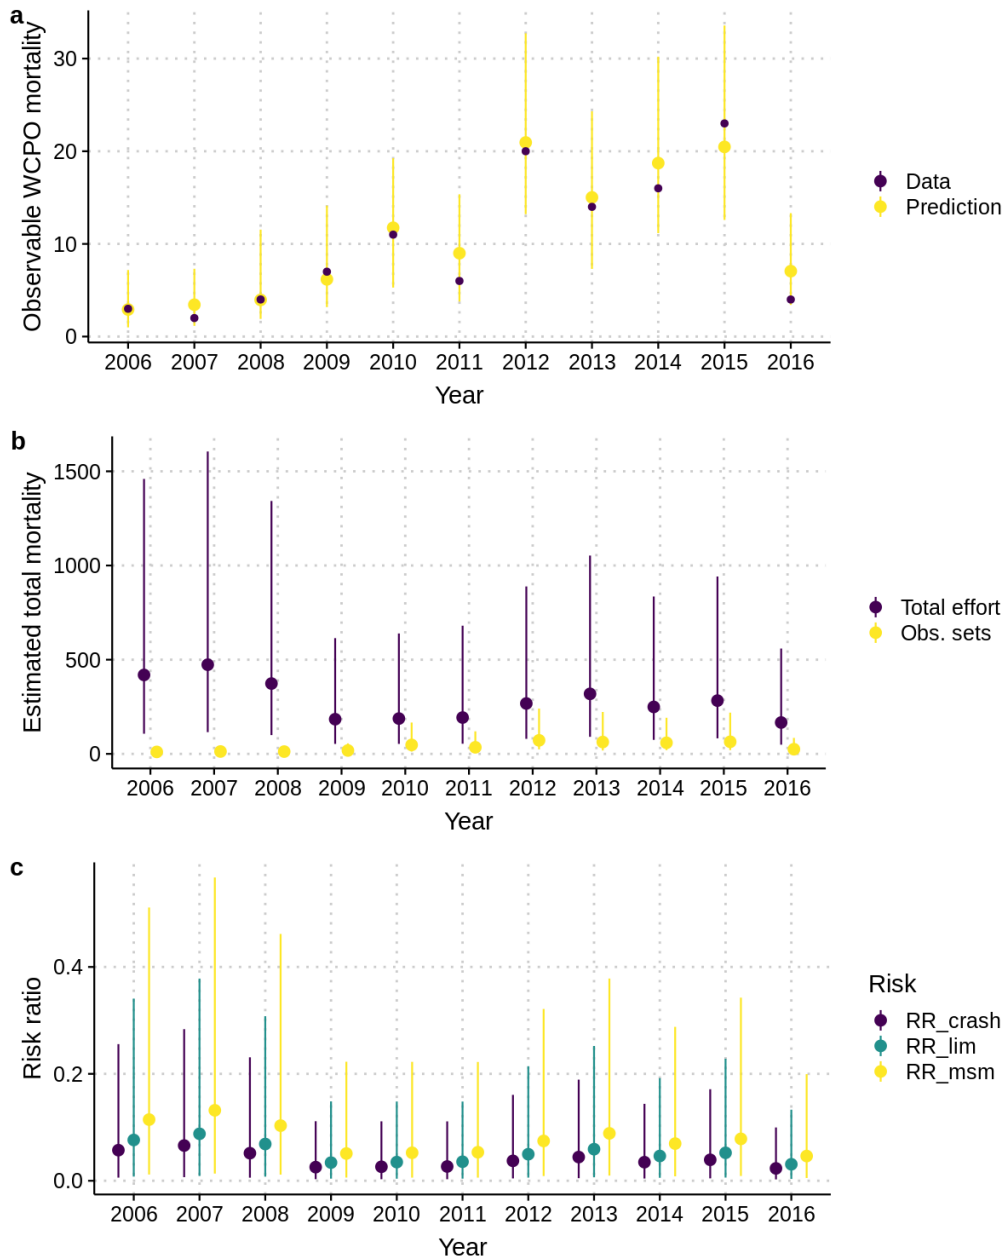 a
Observable WCPO mortality
30
20
10
0
2006 2007 2008 2009 2010 2011 2012 2013 2014 2015 2016
Year
Data
Prediction
b
Estimated total mortality
1500
1000
500
0
2006 2007 2008 2009 2010 2011 2012 2013 2014 2015 2016
Year
Total effort
Obs. sets
c
Risk ratio
0.4
0.2
0.0
2006 2007 2008 2009 2010 2011 2012 2013 2014 2015 2016
Year
Risk
RR_crash
RR_lim
RR_msm